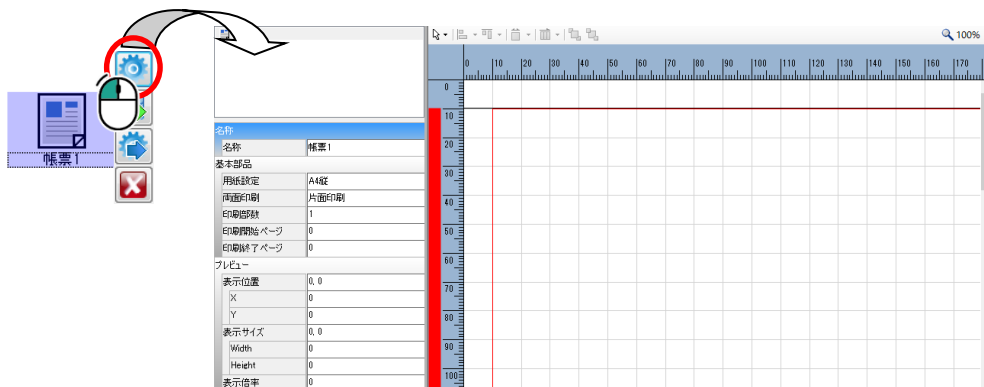 帳票1
名称
名称 帳票1
基本部品
用紙設定 A4縦
両面印刷 片面印刷
印刷部数 1
印刷開始ページ 0
印刷終了ページ 0
プレビュー
表示位置 0, 0
X 0
Y 0
表示サイズ 0, 0
Width 0
Height 0
表示倍率 0
100%
0 10 20 30 40 50 60 70 80 90 100 110 120 130 140 150 160 170
0
10
20
30
40
50
60
70
80
90
100